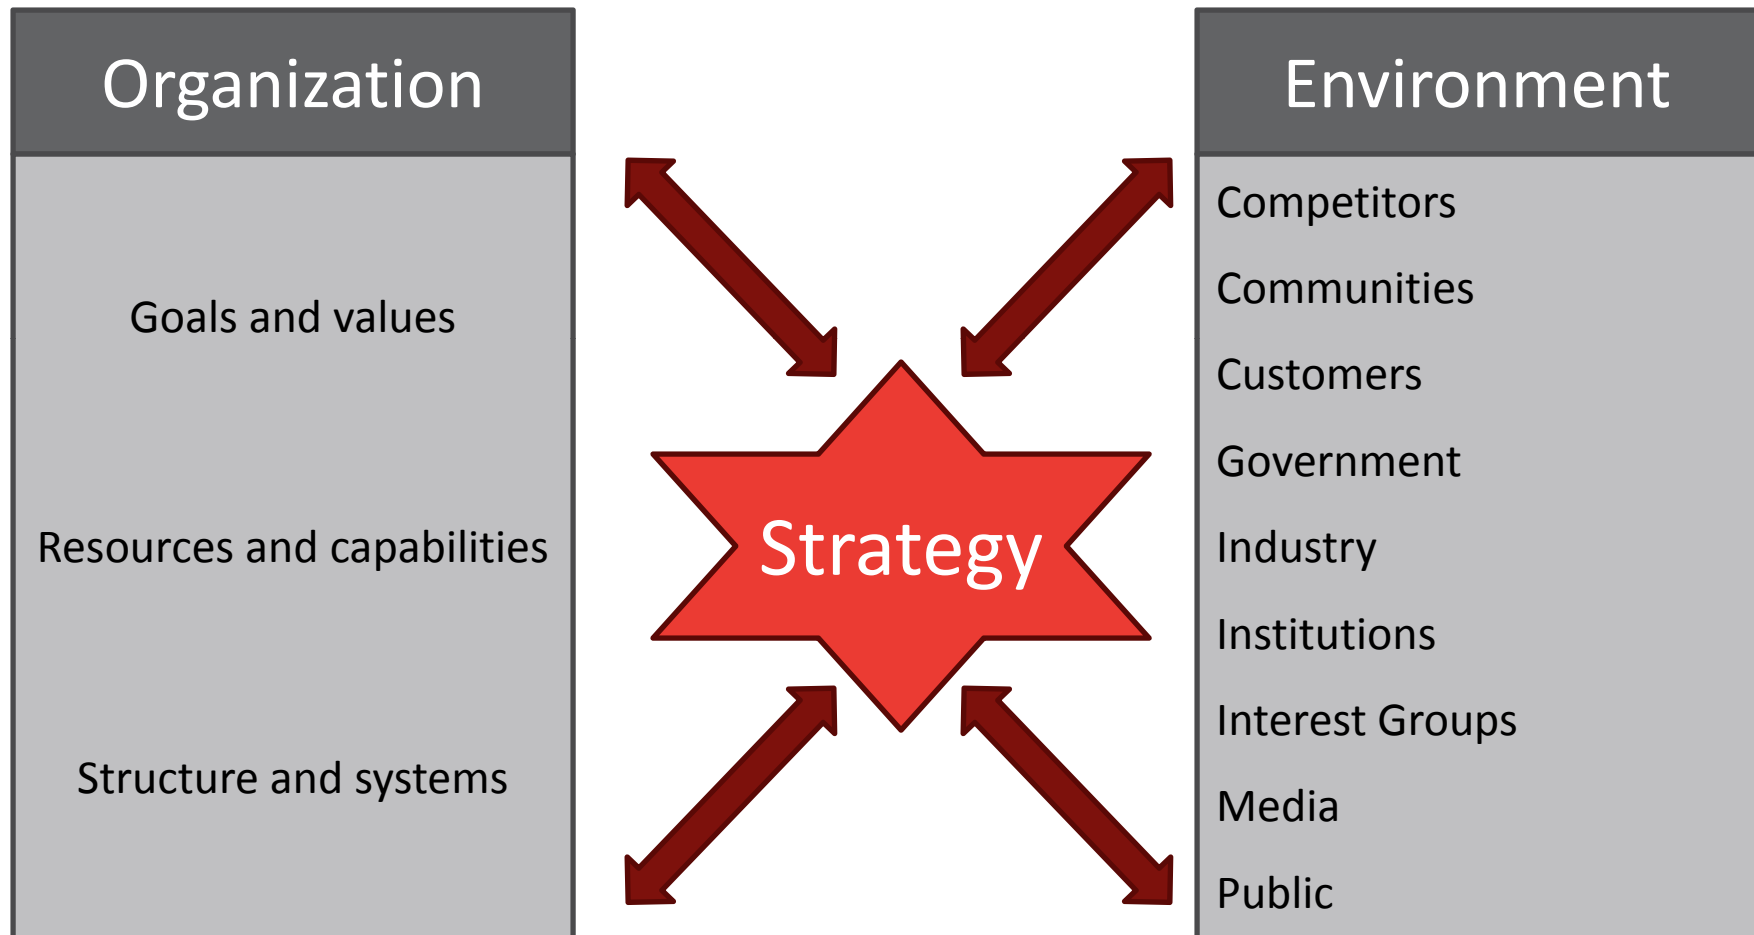 Organization
Goals and values
Resources and capabilities
Structure and systems
Strategy
Environment
Competitors
Communities
Customers
Government
Industry
Institutions
Interest Groups
Media
Public